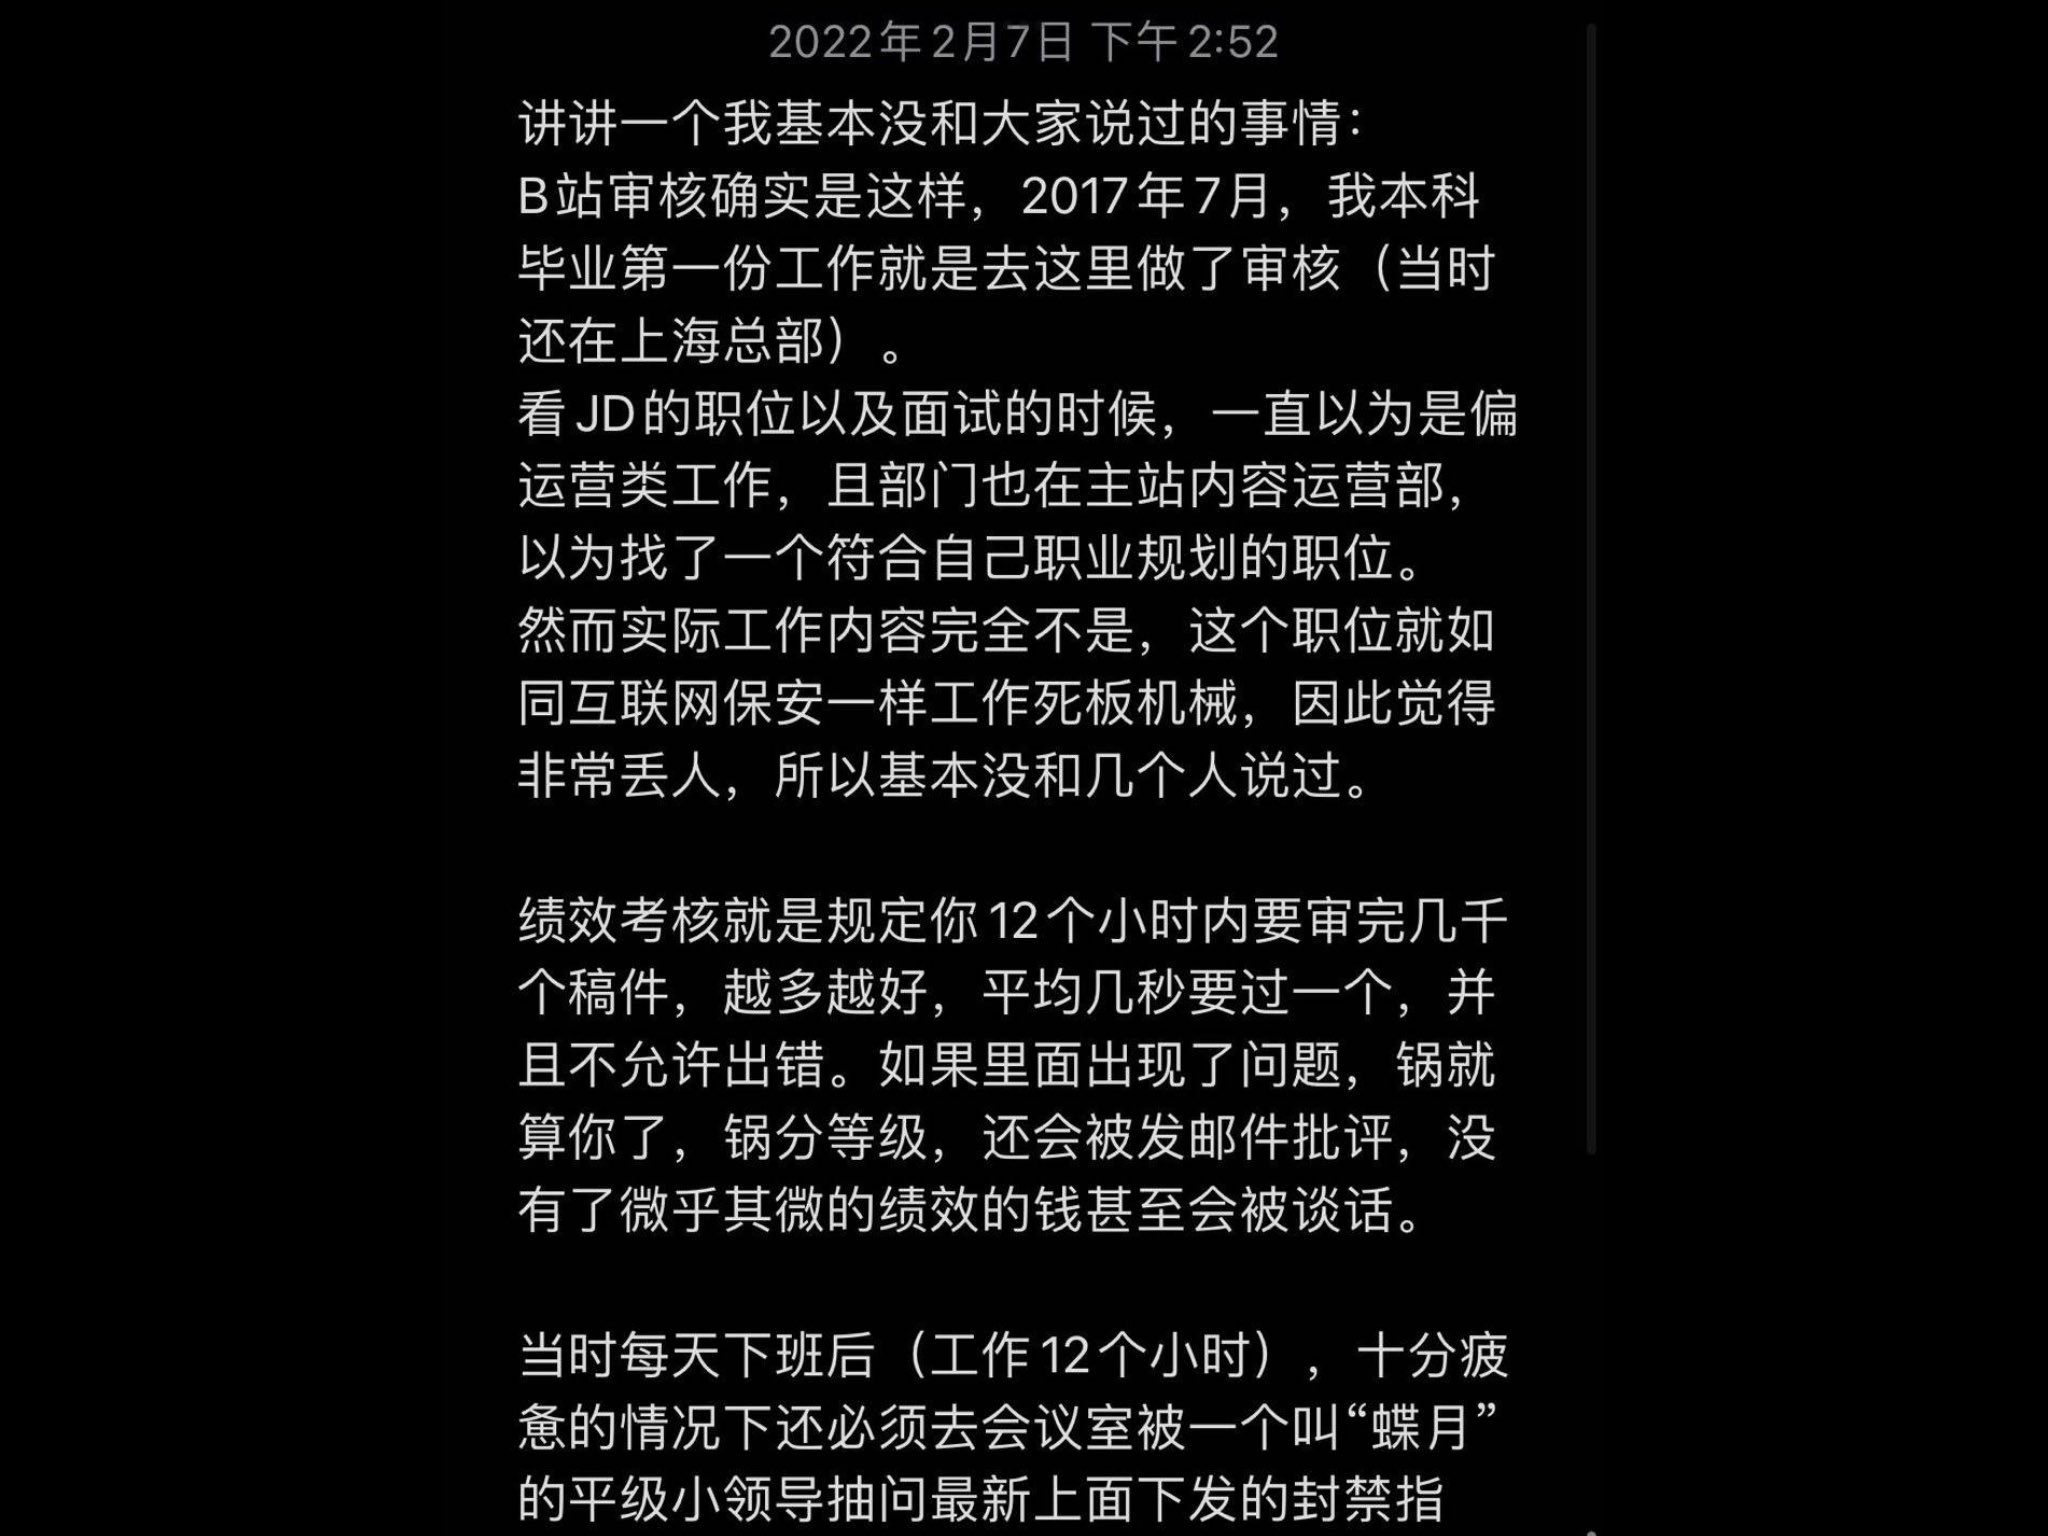 2022年2月7日 下午2:52
讲讲一个我基本没和大家说过的事情：
B站审核确实是这样，2017年7月，我本科
毕业第一份工作就是去这里做了审核（当时
还在上海总部）。
看JD的职位以及面试的时候，一直以为是偏
运营类工作，且部门也在主站内容运营部，
以为找了一个符合自己职业规划的职位。
然而实际工作内容完全不是，这个职位就如
同互联网保安一样工作死板机械，因此觉得
非常丢人，所以基本没和几个人说过。
绩效考核就是规定你12个小时内要审完几千
个稿件，越多越好，平均几秒要过一个，并
且不允许出错。如果里面出现了问题，锅就
算你了，锅分等级，还会被发邮件批评，没
有了微乎其微的绩效的钱甚至会被谈话。
当时每天下班后（工作12个小时），十分疲
惫的情况下还必须去会议室被一个叫“蝶月”
的平级小领导抽问最新上面下发的封禁指